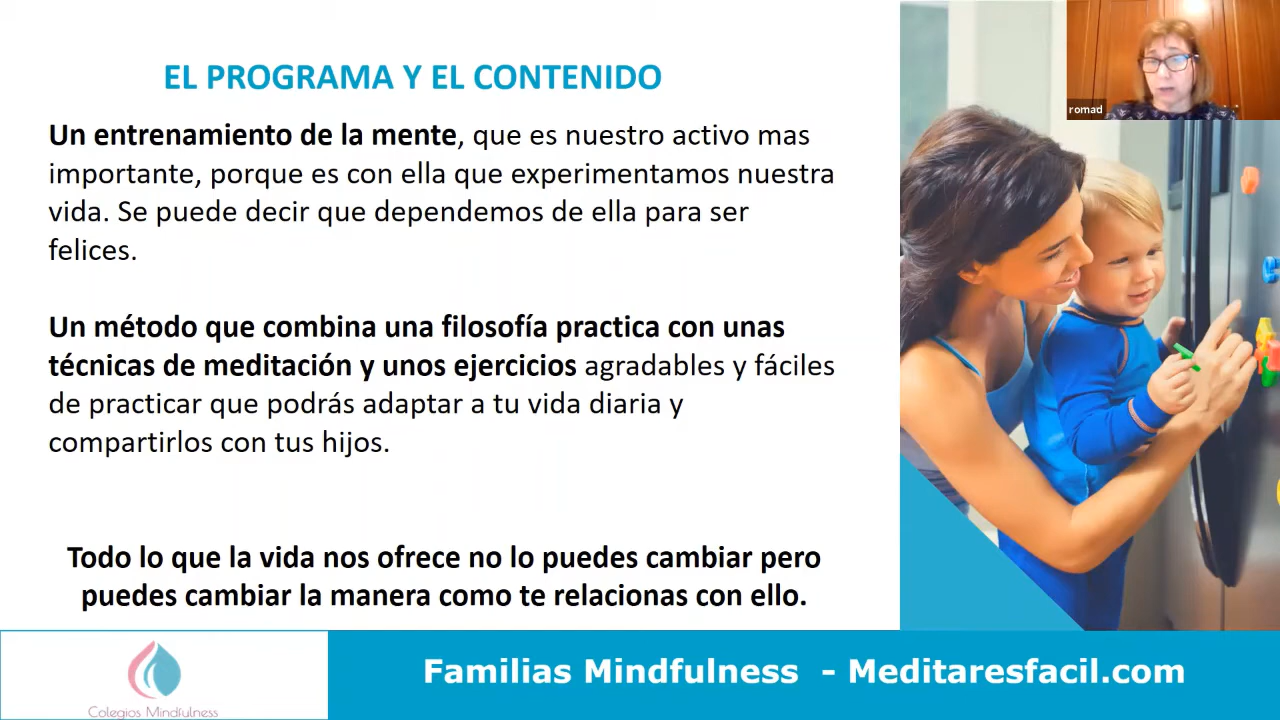 EL PROGRAMA Y EL CONTENIDO
romad
Un entrenamiento de la mente, que es nuestro activo mas
importante, porque es con ella que experimentamos nuestra
vida. Se puede decir que dependemos de ella para ser
felices.
Un método que combina una filosofía practica con unas
técnicas de meditación y unos ejercicios agradables y fáciles
de practicar que podrás adaptar a tu vida diaria y
compartirlos con tus hijos.
Todo lo que la vida nos ofrece no lo puedes cambiar pero
puedes cambiar la manera como te relacionas con ello.
Colegios Mindfulness
Familias Mindfulness - Meditaresfacil.com